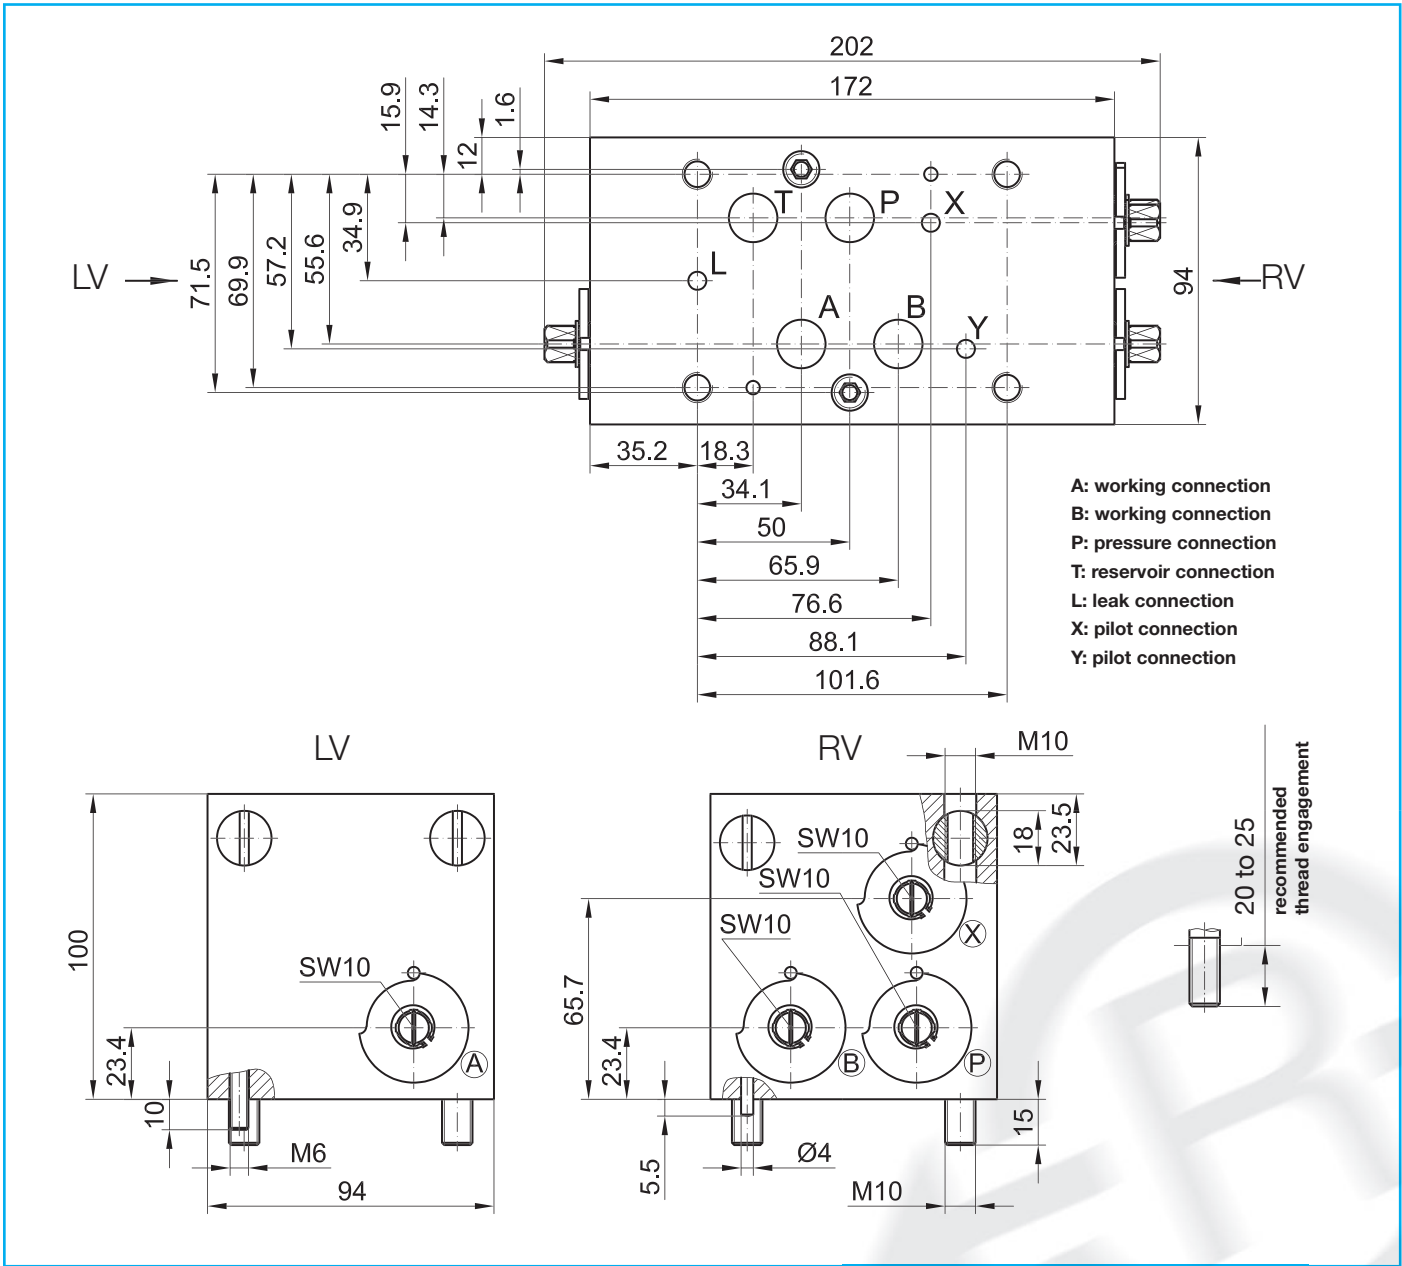 202
172
15.9
14.3
1.6
12
71.5
69.9
57.2
55.6
34.9
94
LV
RV
T
P
X
L
A
B
Y
35.2
18.3
34.1
50
65.9
76.6
88.1
101.6
A: working connection
B: working connection
P: pressure connection
T: reservoir connection
L: leak connection
X: pilot connection
Y: pilot connection
LV
100
SW10
23.4
10
A
M6
94
RV
M10
SW10
SW10
SW10
18
23.5
X
65.7
23.4
B
P
5.5
Ø4
15
M10
20 to 25
recommended
thread engagement